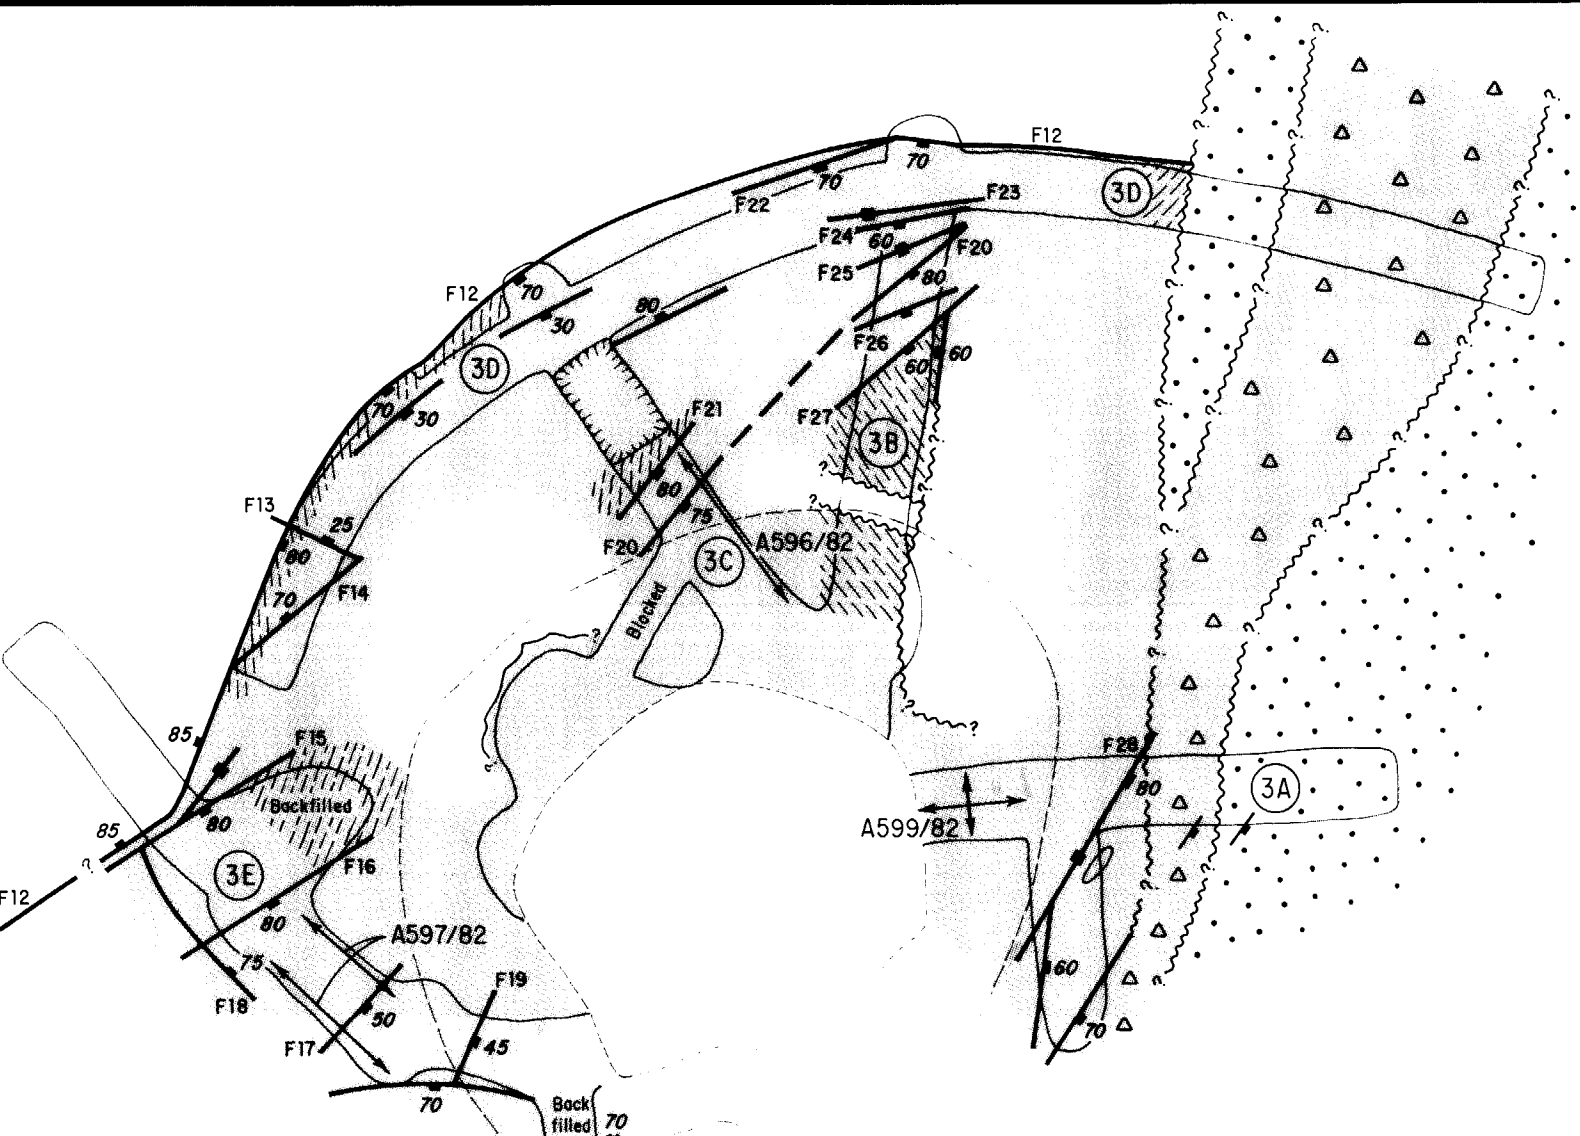 ?
?
?
?
?
F12
70
?
?
70
3D
F22
F23
?
F24
60
F20
F25
80
F12
70
30
80
?
F26
60
60
3D
70
30
F27
F21
3B
?
?
?
?
?
80
?
?
F13
25
75
A596/82
80
F20
3C
?
?
70
F14
Blocked
?
?
?
?
?
?
?
85
F15
F28
80
3A
Backfilled
80
85
A599/82
?
F16
3E
?
?
F12
80
A597/82
75
F19
60
?
F18
50
F17
45
70
70
Back
filled
70